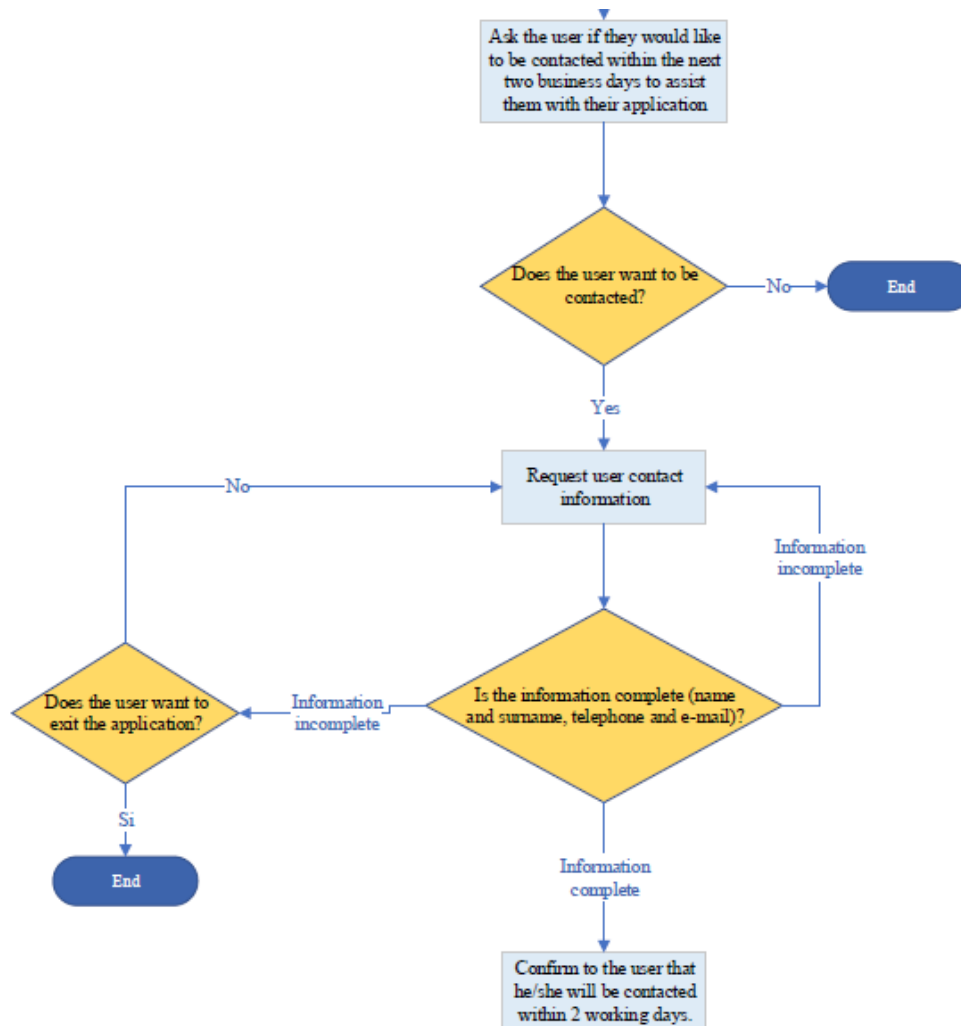 Ask the user if they would like
to be contacted within the next
two business days to assist
them with their application
Does the user want to be
contacted?
No
End
Yes
Request user contact
information
No
Information
incomplete
Is the information complete (name
and surname, telephone and e-mail)?
Information
incomplete
Does the user want to
exit the application?
Si
End
Information
complete
Confirm to the user that
he/she will be contacted
within 2 working days.